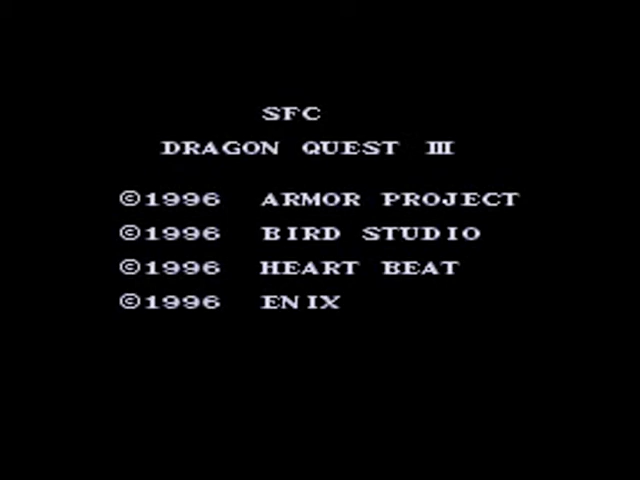 SFC
DRAGON QUEST III
©1996 ARMOR PROJECT
©1996 BIRD STUDIO
©1996 HEART BEAT
©1996 ENIX